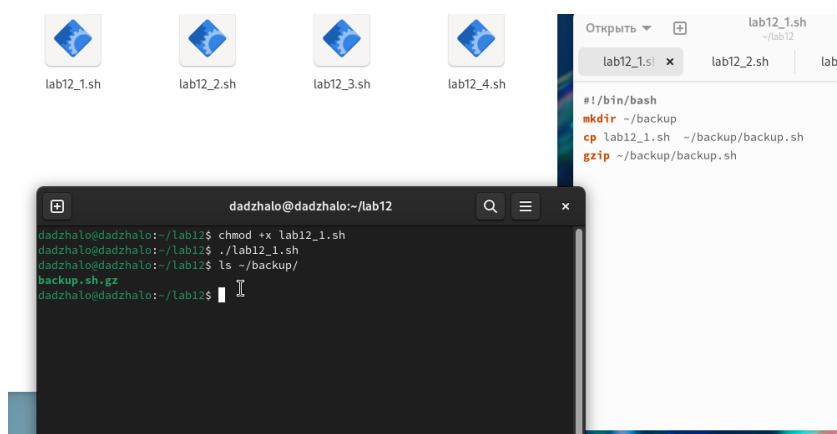 lab12_1.sh
lab12_2.sh
lab12_3.sh
lab12_4.sh
Открыть
lab12_1.sh
~/lab12
lab12_1.sh
lab12_2.sh
lab
#!/bin/bash
mkdir ~/backup
cp lab12_1.sh  ~/backup/backup.sh
gzip ~/backup/backup.sh
dadzhalo@dadzhalo:~/lab12
dadzhalo@dadzhalo:~/lab12$ chmod +x lab12_1.sh
dadzhalo@dadzhalo:~/lab12$ ./lab12_1.sh
dadzhalo@dadzhalo:~/lab12$ ls ~/backup/
backup.sh.gz
dadzhalo@dadzhalo:~/lab12$